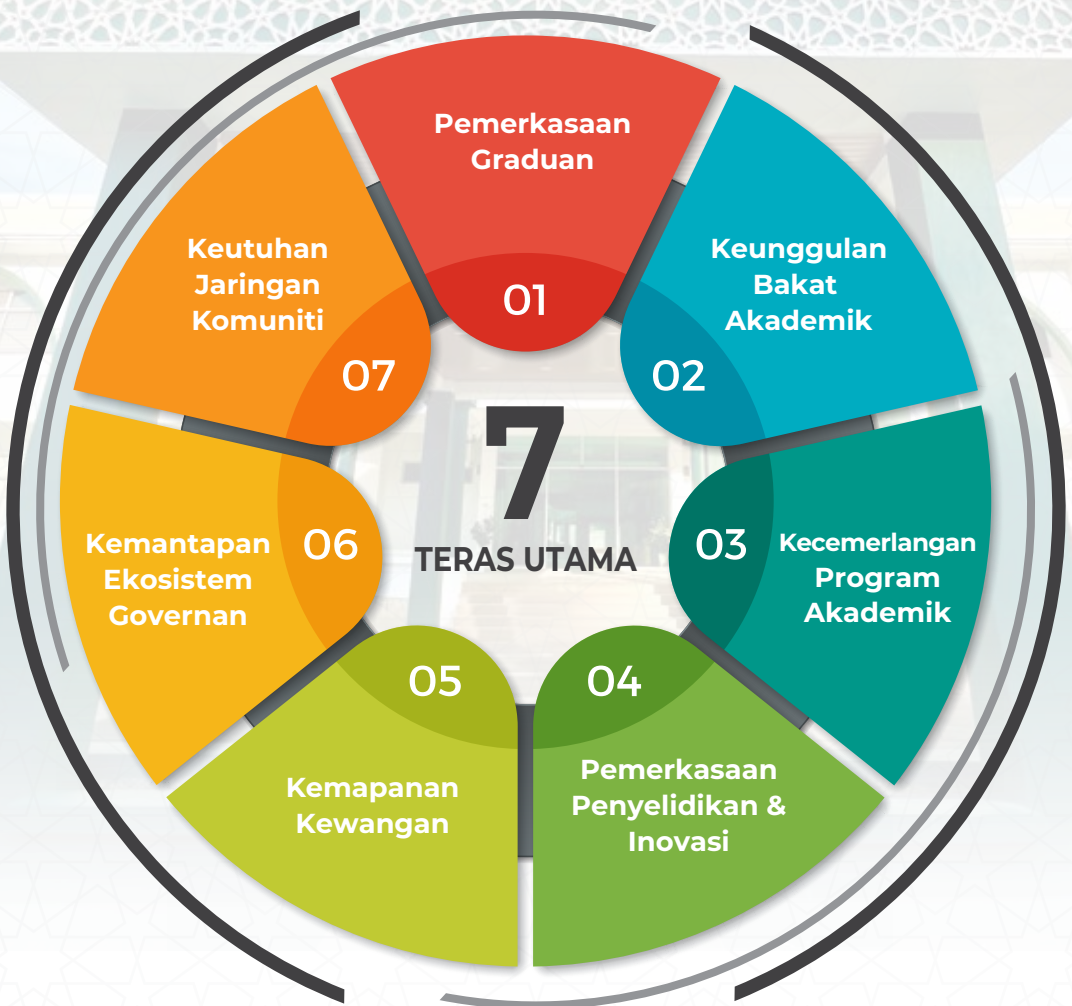 7
TERAS UTAMA
Pemerkasaan
Graduan
01
Keunggulan
Bakat
Akademik
02
Kecemerlangan
Program
Akademik
03
Pemerkasaan
Penyelidikan &
Inovasi
04
Kemapanan
Kewangan
05
Kemantapan
Ekosistem
Governan
06
Keutuhan
Jaringan
Komuniti
07